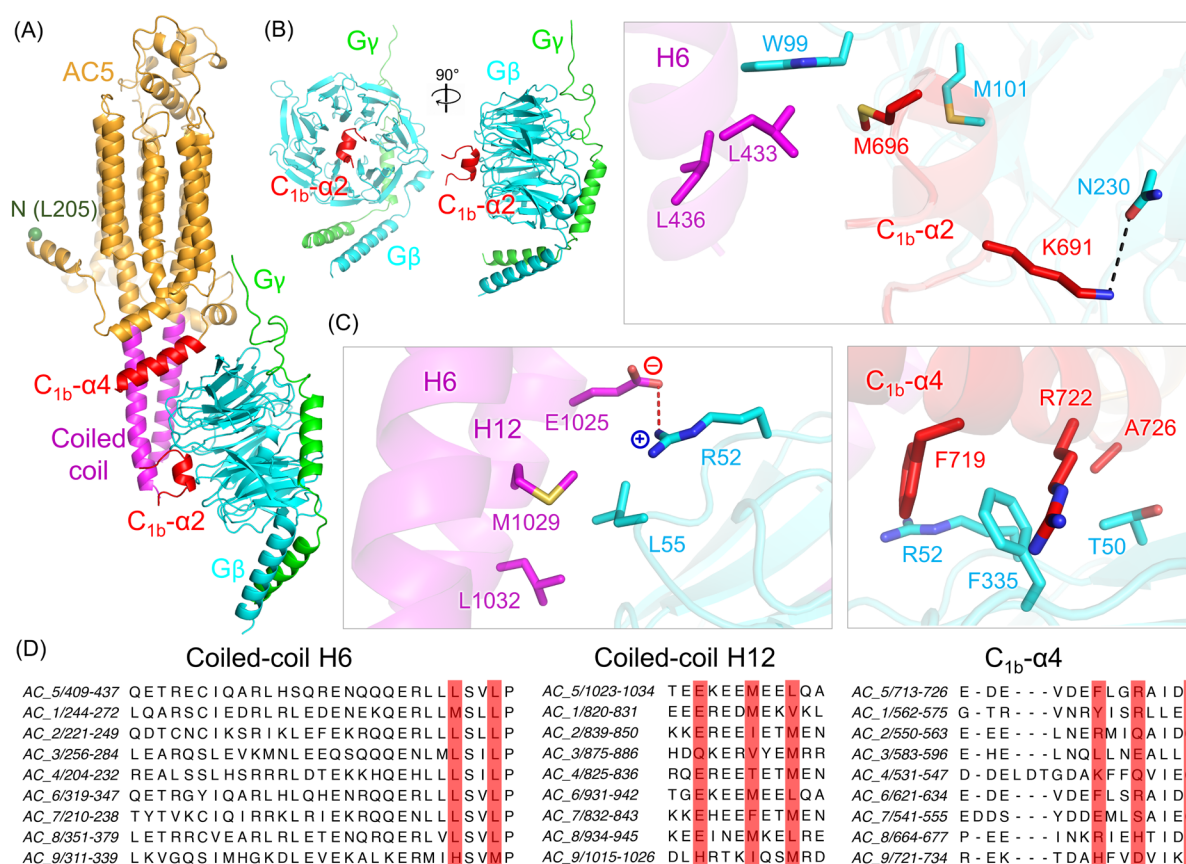 (A)
AC5
N (L205)
C1b-α4
Coiled
coil
C1b-α2
Gγ
Gβ
(B)
Gγ
Gβ
90°
C1b-α2
C1b-α2
Gβ
H6
W99
M101
L433
M696
L436
N230
C1b-α2
K691
(C)
H6
E1025
H12
R52
M1029
L55
L1032
C1b-α4
R722
A726
F719
R52
F335
T50
(D)
Coiled-coil H6
AC_5/409-437 QETRECIQARLHSQRENQQQERLLLSVLP
AC_1/244-272 LQARSCIEDRLRLEDENEKQERLLMSLLP
AC_2/221-249 QDTCNCIKSRIKLEFEKRQQERLLLSLLP
AC_3/256-284 LEARQSLEVKMNLEEQSQQQENLMLSILP
AC_4/204-232 REALSSLHSRRRLDTEKKHQEHLLLSILP
AC_6/319-347 QETRGYIQARLHLQHENRQQERLLLSVLP
AC_7/210-238 TYTVKCIQIRRKLRIEKRQQENLLLSVLP
AC_8/351-379 LETRRCVEARLRLETENQRQERLVLSVLP
AC_9/311-339 LKVGQSIMHGKDLEVEKALKERMIHSVMP
Coiled-coil H12
AC_5/1023-1034 TEEKEEMEELQA
AC_1/820-831 EEEREDMEKVKL
AC_2/839-850 KKEREEIETMEN
AC_3/875-886 HDQKERVYEMRR
AC_4/825-836 RQEREETETMEN
AC_6/931-942 TGEKEEMEELQA
AC_7/832-843 KKEHEEFETMEN
AC_8/934-945 KEEINEMKELRE
AC_9/1015-1026 DLHRTKIQSMRD
C1b-α4
AC_5/713-726 E-DE---VDEFLGRAID
AC_1/562-575 G-TR---VNRYISRLLE
AC_2/550-563 E-EE---LNERMIQAID
AC_3/583-596 E-HE---LNQLLNEALL
AC_4/531-547 D-DELDTGDAKFFQVIE
AC_6/621-634 E-DE---VDEFLSRAID
AC_7/541-555 EDDS---YDDEMLSAIE
AC_8/664-677 P-EE---INKRIEHTID
AC_9/721-734 R-TK---DAHFVDVIK